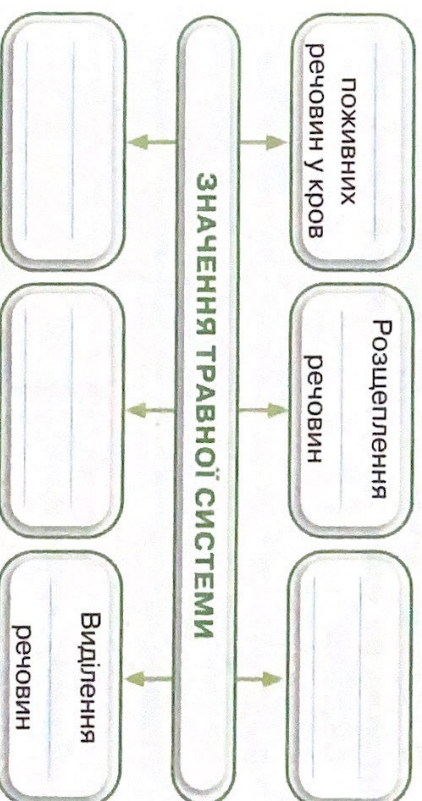 поживних
речовин у кров
Розщеплення
речовин
ЗНАЧЕННЯ ТРАВНОЇ СИСТЕМИ
Виділення
речовин